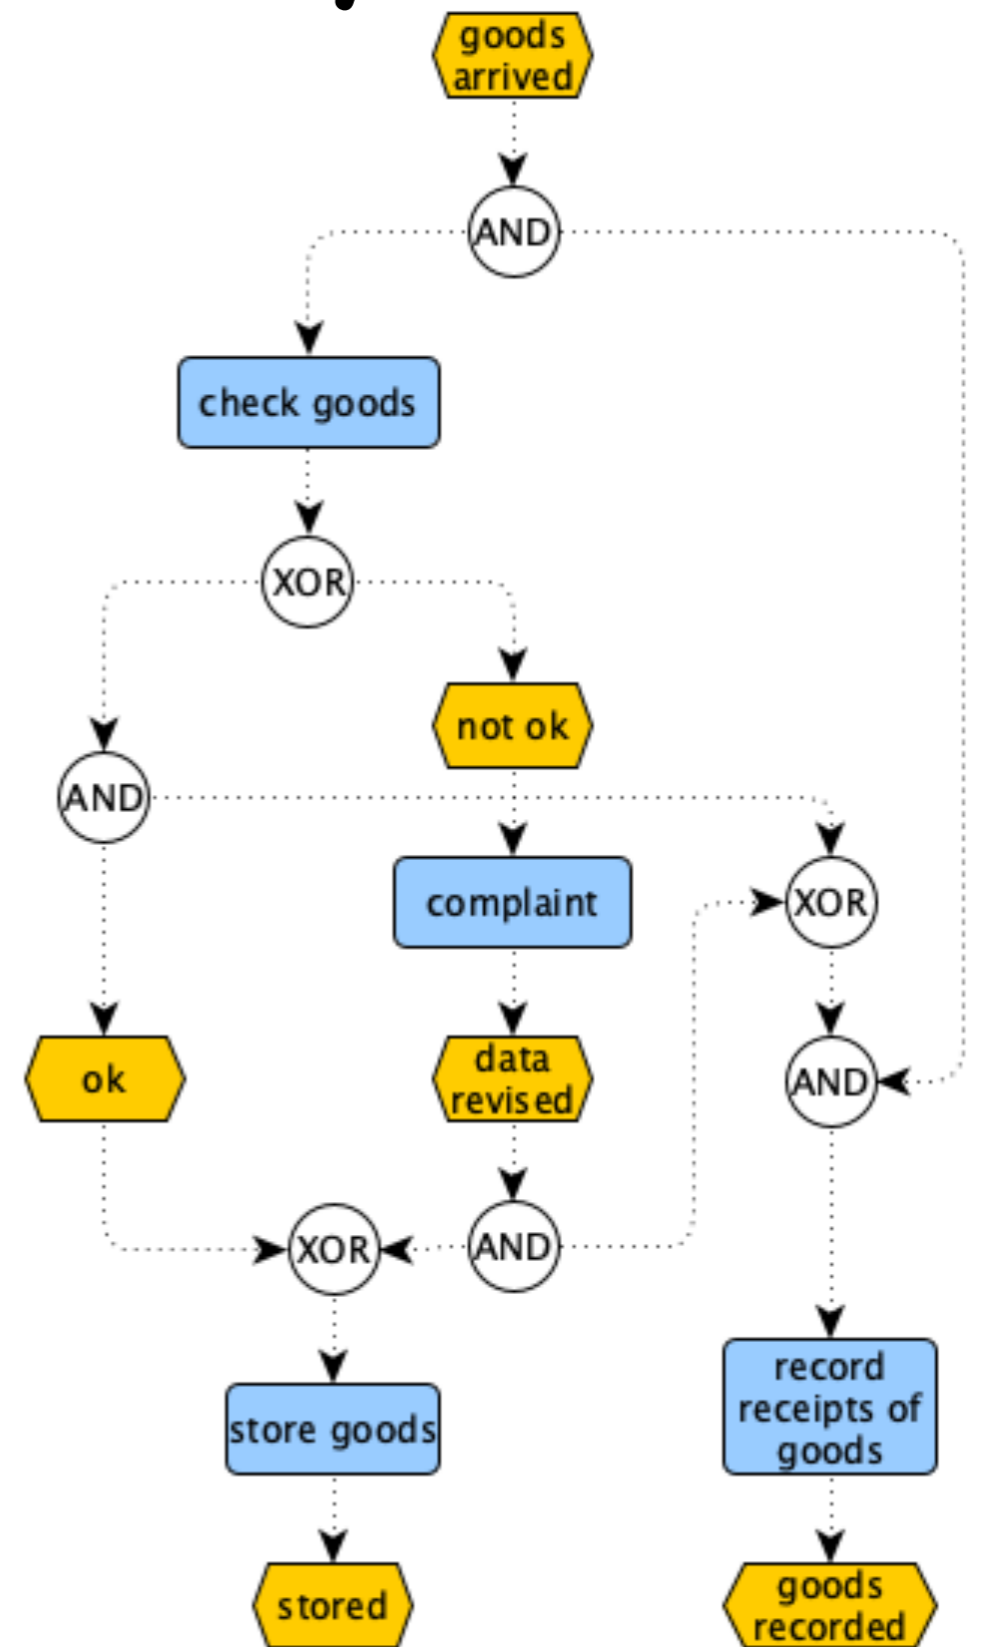 goods
arrived
AND
check goods
XOR
not ok
AND
complaint
XOR
ok
data
revised
AND
XOR
AND
record
receipts of
goods
store goods
stored
goods
recorded